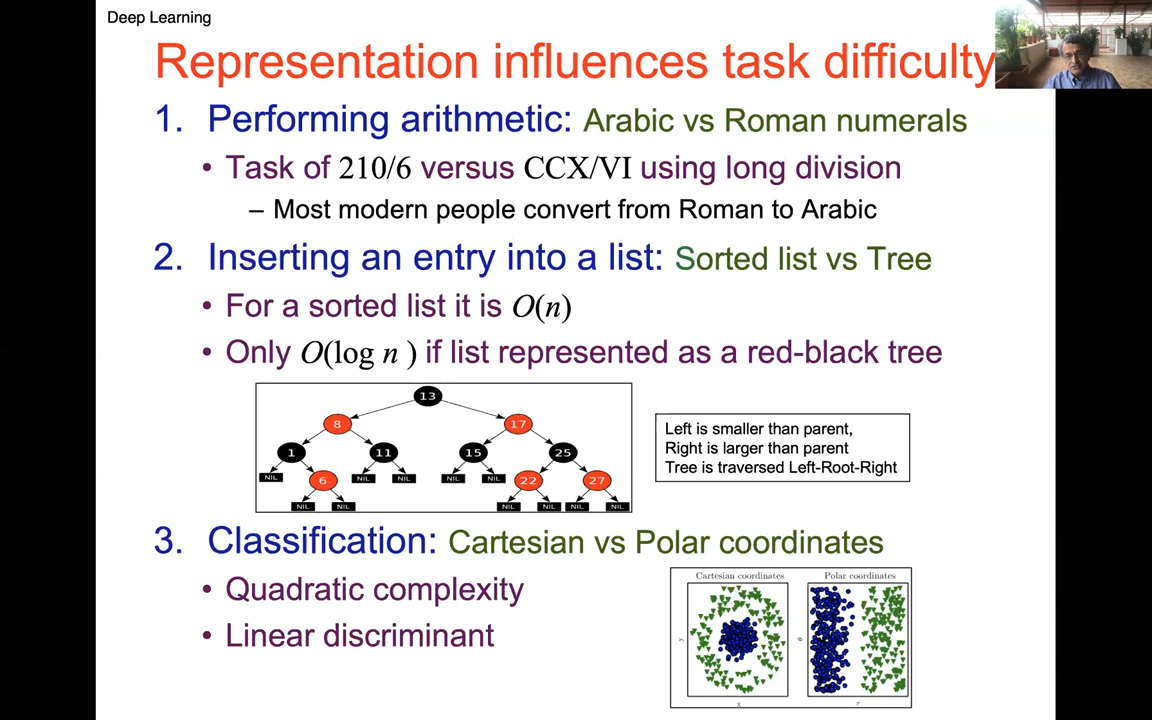 Deep Learning
Representation influences task difficulty
1. Performing arithmetic: Arabic vs Roman numerals
• Task of 210/6 versus CCX/VI using long division
– Most modern people convert from Roman to Arabic
2. Inserting an entry into a list: Sorted list vs Tree
• For a sorted list it is O(n)
• Only O(log n ) if list represented as a red-black tree
13
8 17
1 11 15 25
NIL 6 NIL NIL NIL NIL 22 27
NIL NIL NIL NIL NIL NIL
Left is smaller than parent,
Right is larger than parent
Tree is traversed Left-Root-Right
3. Classification: Cartesian vs Polar coordinates
• Quadratic complexity
• Linear discriminant
Cartesian coordinates Polar coordinates
y θ
x r